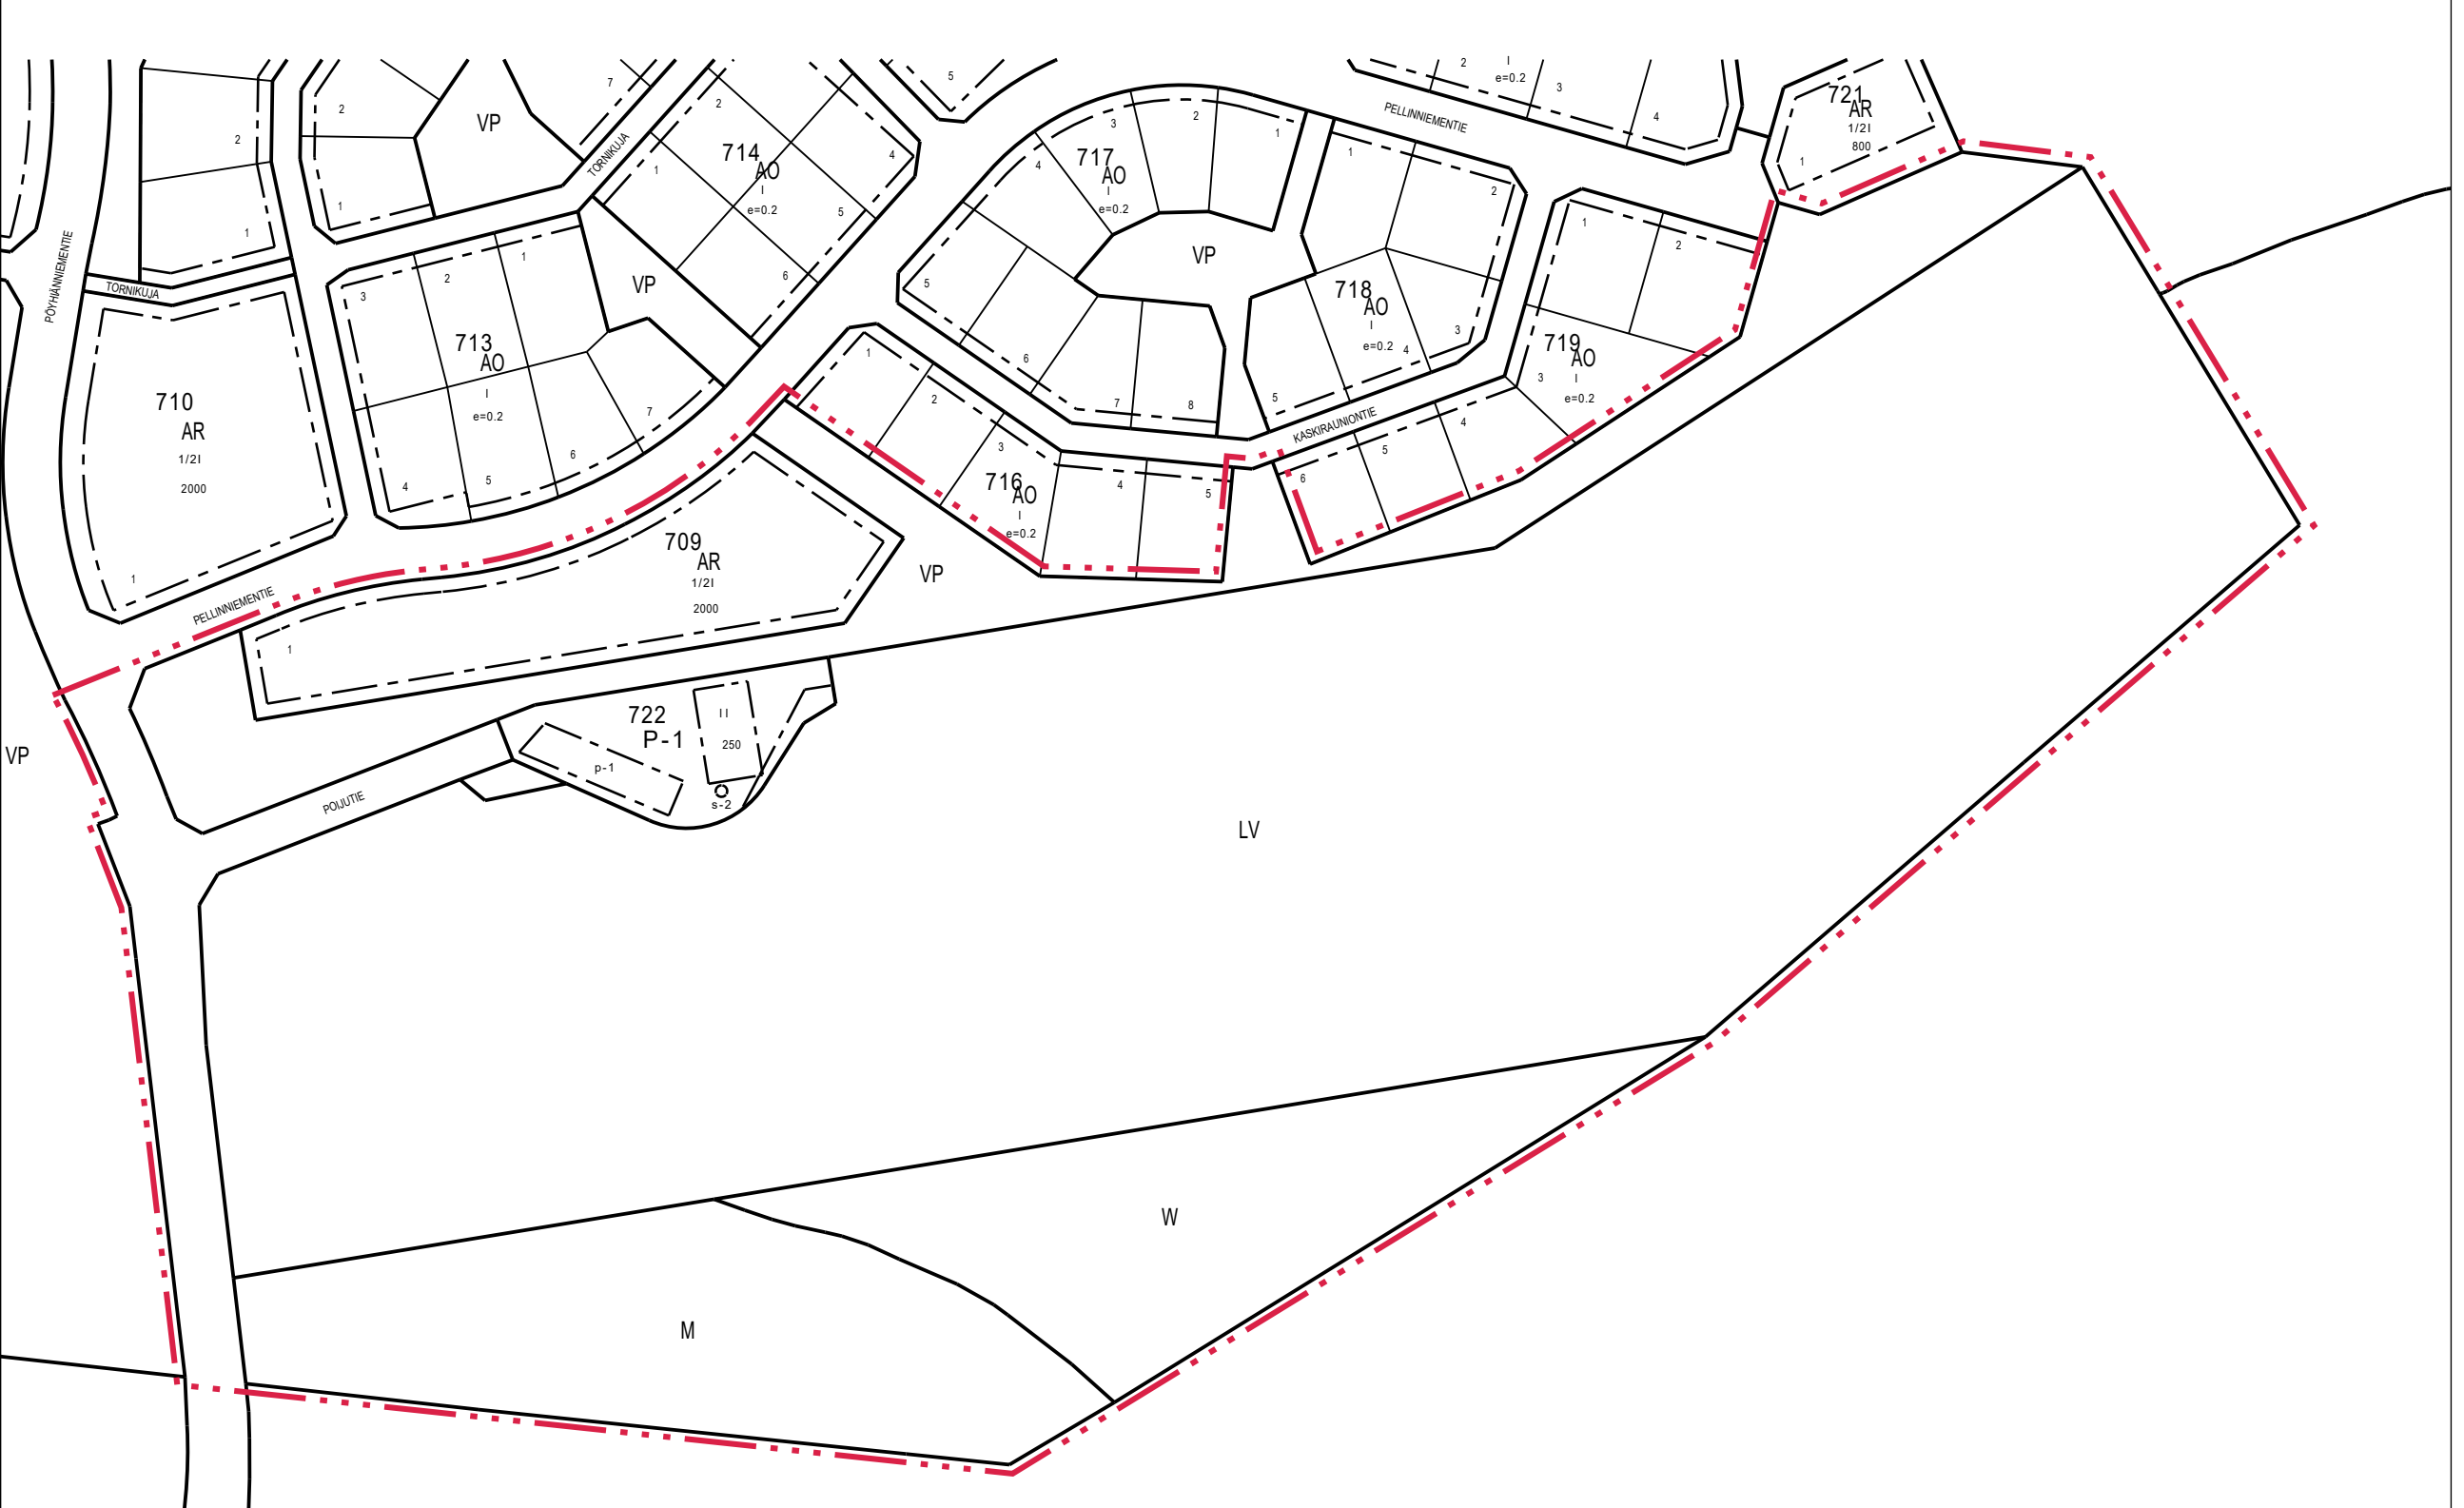 2
I
e=0.2
3
4
5
7
2
VP
2
1
2
1
PÖYHIÄNNIEMENTIE
TORNIKUJA
TORNIKUJA
714
AO
I
e=0.2
1
2
4
5
6
717
AO
I
e=0.2
1
2
3
4
5
6
7
8
VP
PELLINNIEMENTIE
721
AR
1/2I
800
1
718
AO
I
e=0.2
1
2
3
4
5
719
AO
I
e=0.2
1
2
3
4
5
6
713
AO
I
e=0.2
1
2
3
4
5
6
7
VP
710
AR
1/2I
2000
1
KASKIRAUNIONTIE
716
AO
I
e=0.2
1
2
3
4
5
709
AR
1/2I
2000
1
VP
PELLINNIEMENTIE
VP
722
P-1
II
250
p-1
s-2
POIJUTIE
LV
W
M